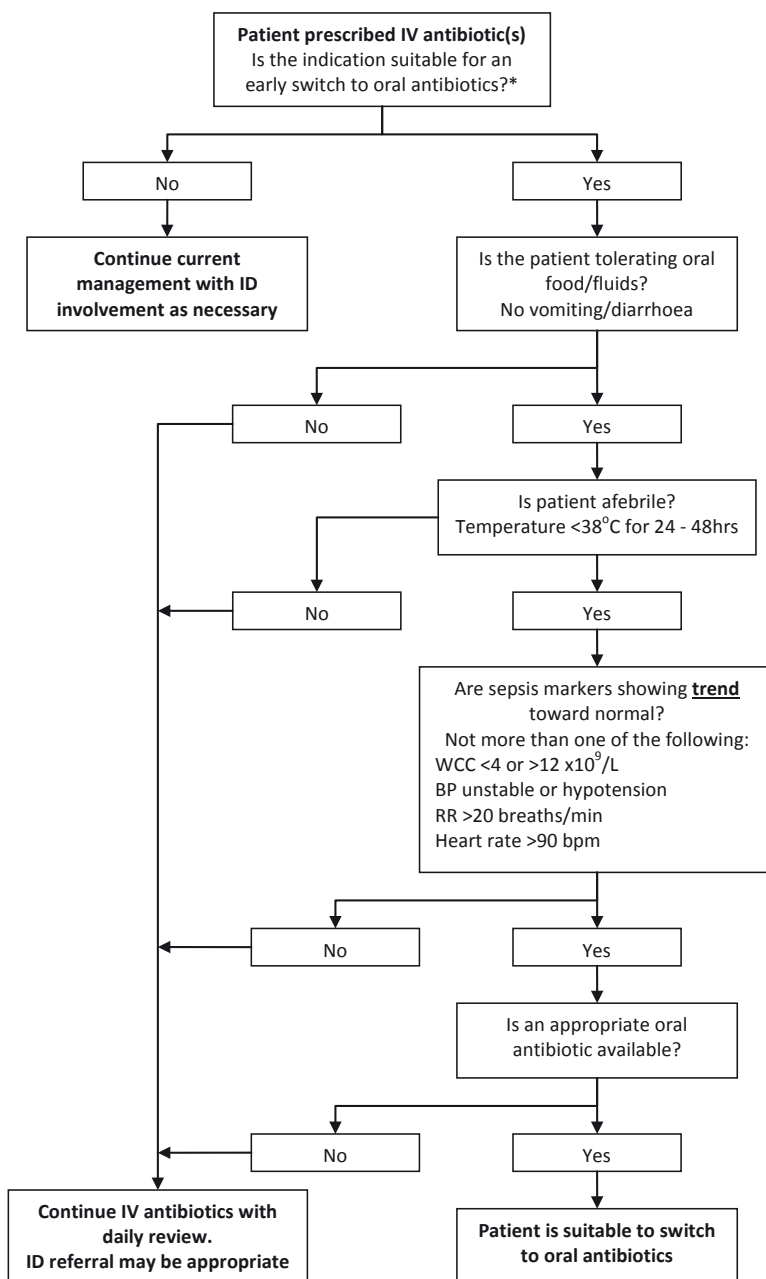 Patient prescribed IV antibiotic(s)
Is the indication suitable for an
early switch to oral antibiotics?*
No
Yes
Continue current
management with ID
involvement as necessary
Is the patient tolerating oral
food/fluids?
No vomiting/diarrhoea
No
Yes
Is patient afebrile?
Temperature <38°C for 24 - 48hrs
No
Yes
Are sepsis markers showing trend
toward normal?
Not more than one of the following:
WCC <4 or >12 x10⁹/L
BP unstable or hypotension
RR >20 breaths/min
Heart rate >90 bpm
No
Yes
Is an appropriate oral
antibiotic available?
No
Yes
Continue IV antibiotics with
daily review.
ID referral may be appropriate
Patient is suitable to switch
to oral antibiotics